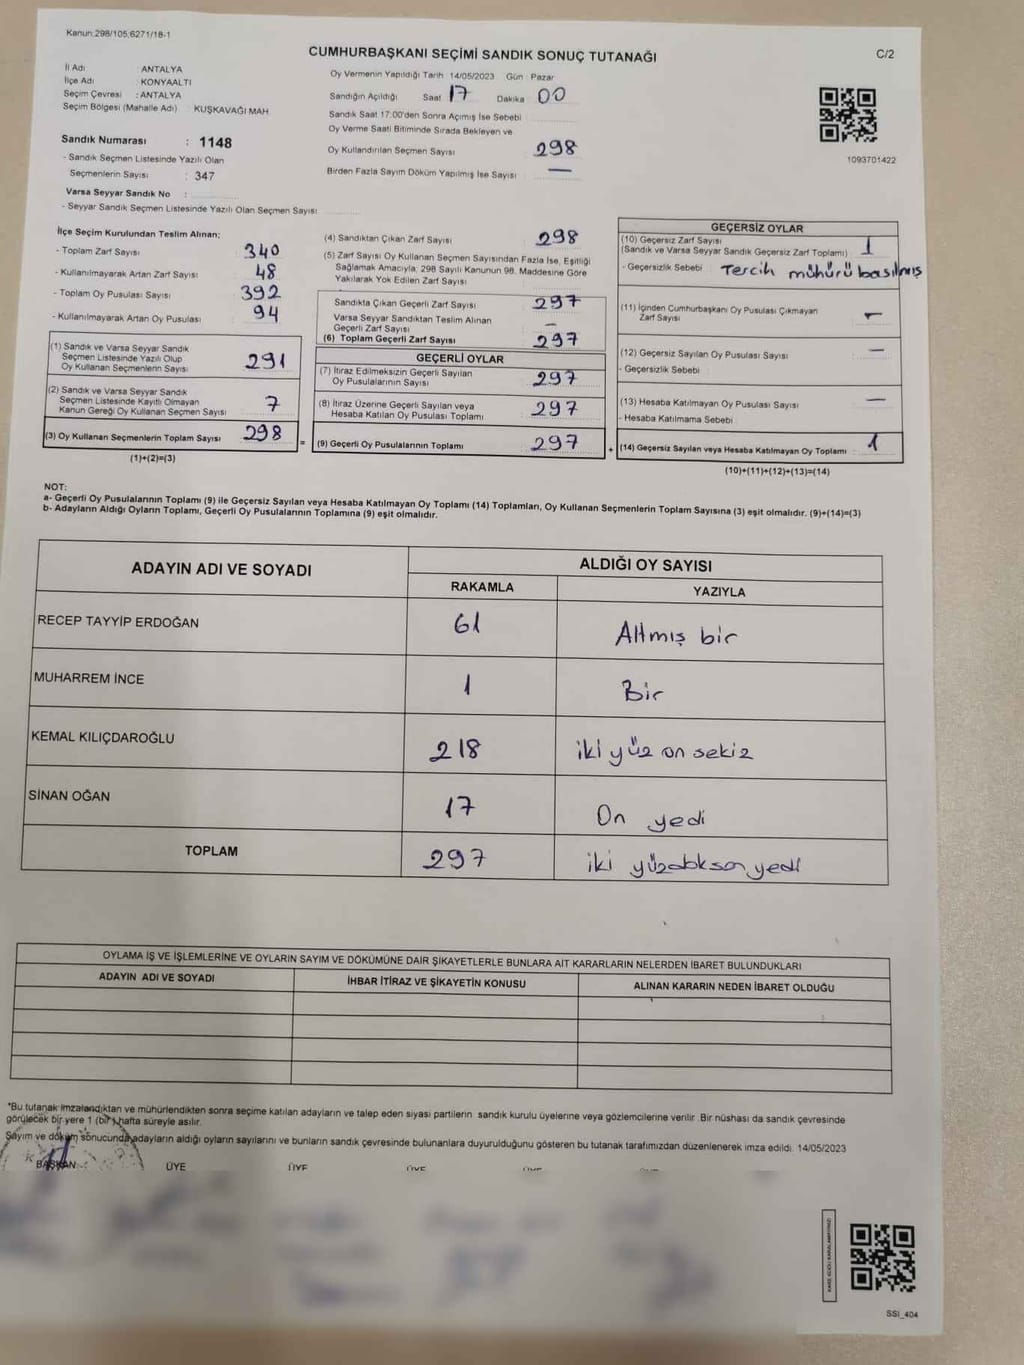 Kanun:298/105,6271/18-1
CUMHURBAŞKANI SEÇİMİ SANDIK SONUÇ TUTANAĞI
C/2
İl Adı ANTALYA
İlçe Adı : KONYAALTI
Seçim Çevresi : ANTALYA
Seçim Bölgesi (Mahalle Adı) : KUŞKAVAĞI MAH
Sandık Numarası : 1148
- Sandık Seçmen Listesinde Yazılı Olan
Seçmenlerin Sayısı : 347
Varsa Seyyar Sandık No :
- Seyyar Sandık Seçmen Listesinde Yazılı Olan Seçmen Sayısı
Oy Vermenin Yapıldığı Tarih 14/05/2023 Gün : Pazar
Sandığın Açıldığı Saat 17 Dakika 00
Sandık Saat 17:00'den Sonra Açımış İse Sebebi
Oy Verme Saati Bitiminde Sırada Bekleyen ve
Oy Kullandırılan Seçmen Sayısı 298
Birden Fazla Sayım Döküm Yapılmış İse Sayısı —
1093701422
İlçe Seçim Kurulundan Teslim Alınan:
- Toplam Zarf Sayısı 340
- Kullanılmayarak Artan Zarf Sayısı 48
- Toplam Oy Pusulası Sayısı 392
- Kullanılmayarak Artan Oy Pusulası 94
(1) Sandık ve Varsa Seyyar Sandık
Seçmen Listesinde Yazılı Olup
Oy Kullanan Seçmenlerin Sayısı 291
(2) Sandık ve Varsa Seyyar Sandık
Seçmen Listesinde Kayıtlı Olmayan
Kanun Gereği Oy Kullanan Seçmen Sayısı 7
(3) Oy Kullanan Seçmenlerin Toplam Sayısı 298
(1)+(2)=(3)
=
(4) Sandıktan Çıkan Zarf Sayısı 298
(5) Zarf Sayısı Oy Kullanan Seçmen Sayısından Fazla İse, Eşitliği
Sağlamak Amacıyla; 298 Sayılı Kanunun 98. Maddesine Göre
Yakılarak Yok Edilen Zarf Sayısı
Sandıkta Çıkan Geçerli Zarf Sayısı 297
Varsa Seyyar Sandıktan Teslim Alınan
Geçerli Zarf Sayısı —
(6) Toplam Geçerli Zarf Sayısı 297
GEÇERLİ OYLAR
(7) İtiraz Edilmeksizin Geçerli Sayılan
Oy Pusulalarının Sayısı 297
(8) İtiraz Üzerine Geçerli Sayılan veya
Hesaba Katılan Oy Pusulası Toplamı 297
(9) Geçerli Oy Pusulalarının Toplamı 297
+
GEÇERSİZ OYLAR
(10) Geçersiz Zarf Sayısı
(Sandık ve Varsa Seyyar Sandık Geçersiz Zarf Toplamı) 1
- Geçersizlik Sebebi : Tercih mühürü basılmış
(11) İçinden Cumhurbaşkanı Oy Pusulası Çıkmayan
Zarf Sayısı —
(12) Geçersiz Sayılan Oy Pusulası Sayısı —
- Geçersizlik Sebebi
(13) Hesaba Katılmayan Oy Pusulası Sayısı —
- Hesaba Katılmama Sebebi
(14) Geçersiz Sayılan veya Hesaba Katılmayan Oy Toplamı : 1
(10)+(11)+(12)+(13)=(14)
NOT:
a- Geçerli Oy Pusulalarının Toplamı (9) ile Geçersiz Sayılan veya Hesaba Katılmayan Oy Toplamı (14) Toplamları, Oy Kullanan Seçmenlerin Toplam Sayısına (3) eşit olmalıdır. (9)+(14)=(3)
b- Adayların Aldığı Oyların Toplamı, Geçerli Oy Pusulalarının Toplamına (9) eşit olmalıdır.
ADAYIN ADI VE SOYADI
ALDIĞI OY SAYISI
RAKAMLA YAZIYLA
RECEP TAYYİP ERDOĞAN 61 Altmış bir
MUHARREM İNCE 1 Bir
KEMAL KILIÇDAROĞLU 218 iki yüz on sekiz
SİNAN OĞAN 17 On yedi
TOPLAM 297 iki yüzdoksan yedi
OYLAMA İŞ VE İŞLEMLERİNE VE OYLARIN SAYIM VE DÖKÜMÜNE DAİR ŞİKAYETLERLE BUNLARA AİT KARARLARIN NELERDEN İBARET BULUNDUKLARI
ADAYIN ADI VE SOYADI İHBAR İTİRAZ VE ŞİKAYETİN KONUSU ALINAN KARARIN NEDEN İBARET OLDUĞU
*Bu tutanak imzalandıktan ve mühürlendikten sonra seçime katılan adayların ve talep eden siyasi partilerin sandık kurulu üyelerine veya gözlemcilerine verilir .Bir nüshası da sandık çevresinde
görülecek bir yere 1 (bir) hafta süreyle asılır.
Sayım ve döküm sonucunda adayların aldığı oyların sayılarını ve bunların sandık çevresinde bulunanlara duyurulduğunu gösteren bu tutanak tarafımızdan düzenlenerek imza edildi. 14/05/2023
BAŞKAN ÜYE ÜYE ÜYE ÜYE ÜYE
SSİ_404